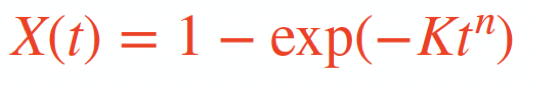 X(t) = 1 − exp(−Ktⁿ)